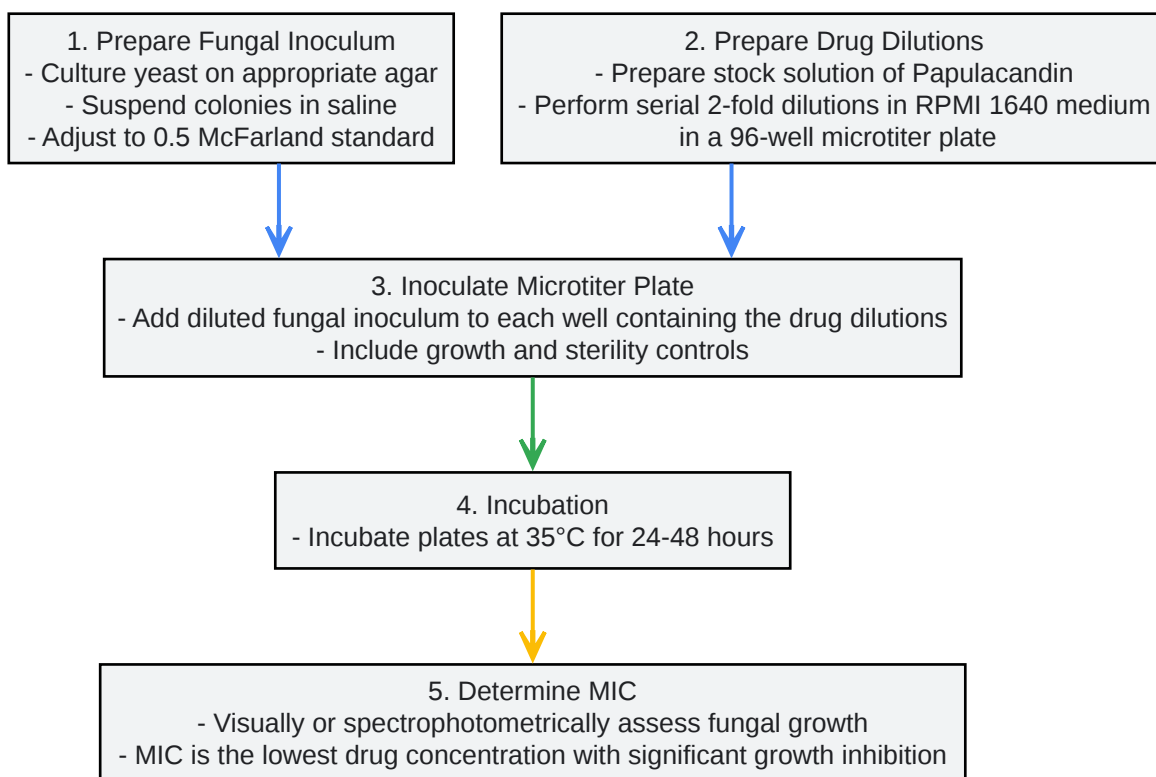 1. Prepare Fungal Inoculum
- Culture yeast on appropriate agar
- Suspend colonies in saline
- Adjust to 0.5 McFarland standard
2. Prepare Drug Dilutions
- Prepare stock solution of Papulacandin
- Perform serial 2-fold dilutions in RPMI 1640 medium
in a 96-well microtiter plate
3. Inoculate Microtiter Plate
- Add diluted fungal inoculum to each well containing the drug dilutions
- Include growth and sterility controls
4. Incubation
- Incubate plates at 35°C for 24-48 hours
5. Determine MIC
- Visually or spectrophotometrically assess fungal growth
- MIC is the lowest drug concentration with significant growth inhibition